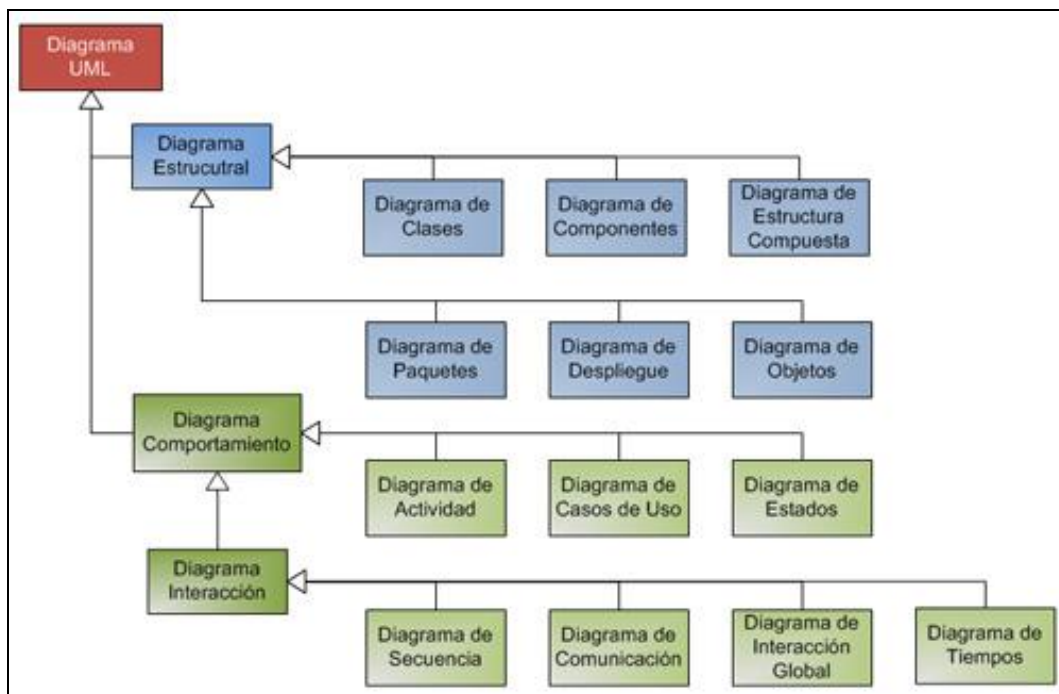 Diagrama
UML
Diagrama
Estrucutral
Diagrama de
Clases
Diagrama de
Componentes
Diagrama de
Estructura
Compuesta
Diagrama de
Paquetes
Diagrama de
Despliegue
Diagrama de
Objetos
Diagrama
Comportamiento
Diagrama de
Actividad
Diagrama de
Casos de Uso
Diagrama de
Estados
Diagrama
Interacción
Diagrama de
Secuencia
Diagrama de
Comunicación
Diagrama de
Interacción
Global
Diagrama de
Tiempos